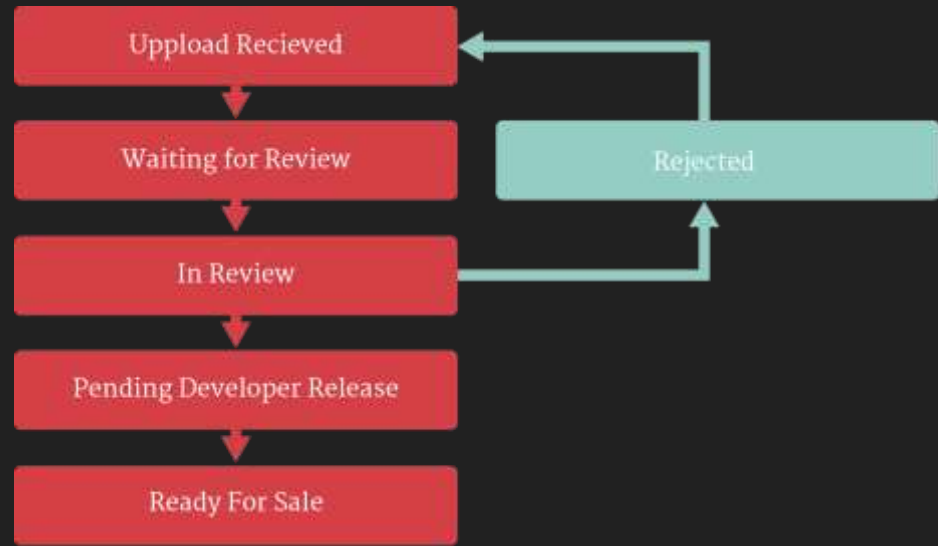 Uppload Recieved
Waiting for Review
Rejected
In Review
Pending Developer Release
Ready For Sale